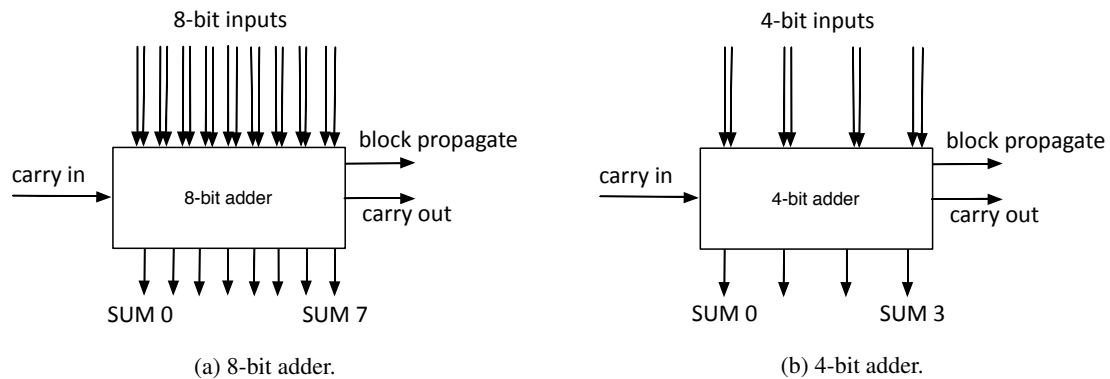 8-bit inputs
block propagate
carry in
8-bit adder
carry out
SUM 0 SUM 7
(a) 8-bit adder.
4-bit inputs
block propagate
carry in
4-bit adder
carry out
SUM 0 SUM 3
(b) 4-bit adder.